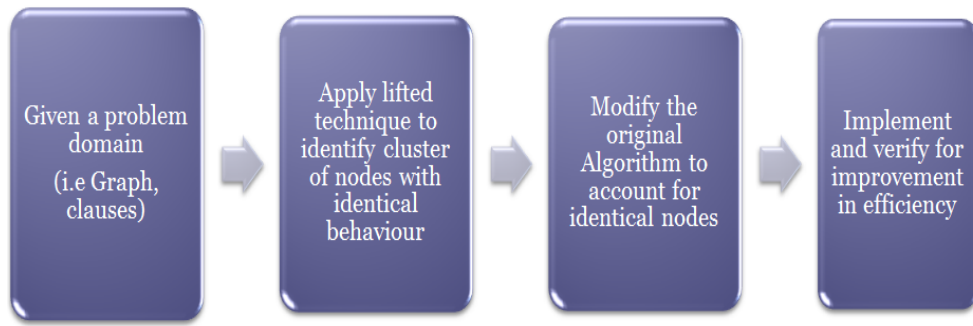 Given a problem
domain
(i.e Graph,
clauses)
Apply lifted
technique to
identify cluster
of nodes with
identical
behaviour
Modify the
original
Algorithm to
account for
identical nodes
Implement
and verify for
improvement
in efficiency